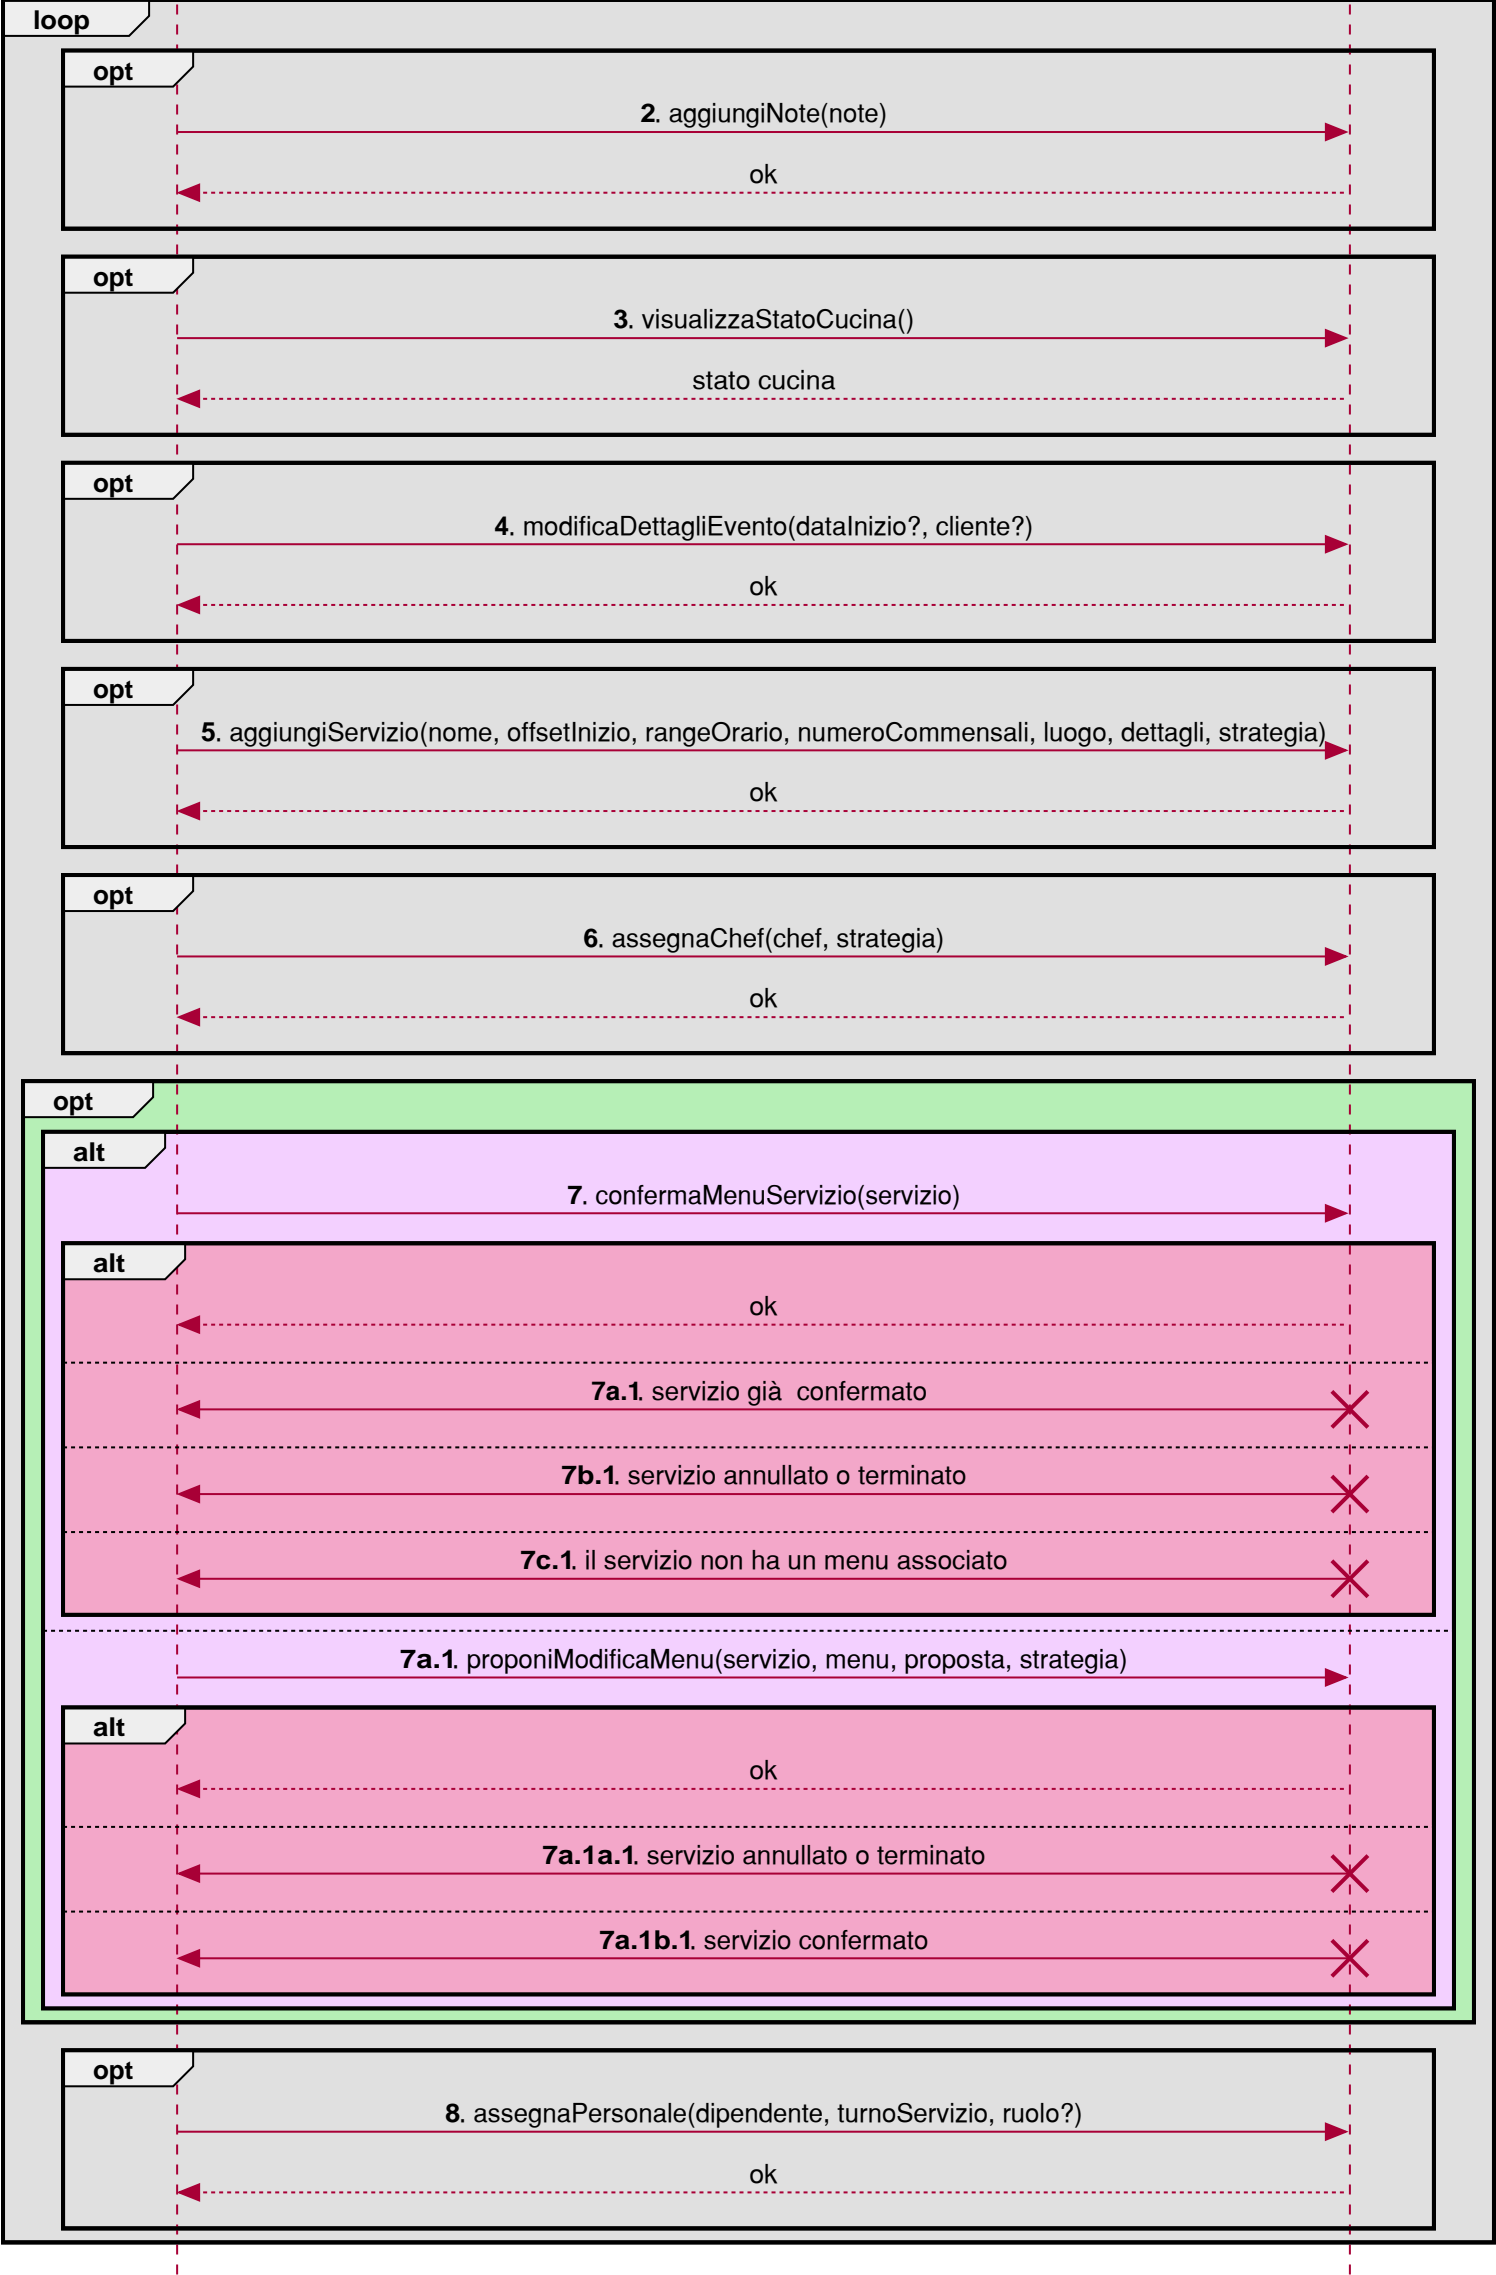 loop
opt
2. aggiungiNote(note)
ok
opt
3. visualizzaStatoCucina()
stato cucina
opt
4. modificaDettagliEvento(dataInizio?, cliente?)
ok
opt
5. aggiungiServizio(nome, offsetInizio, rangeOrario, numeroCommensali, luogo, dettagli, strategia)
ok
opt
6. assegnaChef(chef, strategia)
ok
opt
alt
7. confermaMenuServizio(servizio)
alt
ok
7a.1. servizio già  confermato
7b.1. servizio annullato o terminato
7c.1. il servizio non ha un menu associato
7a.1. proponiModificaMenu(servizio, menu, proposta, strategia)
alt
ok
7a.1a.1. servizio annullato o terminato
7a.1b.1. servizio confermato
opt
8. assegnaPersonale(dipendente, turnoServizio, ruolo?)
ok